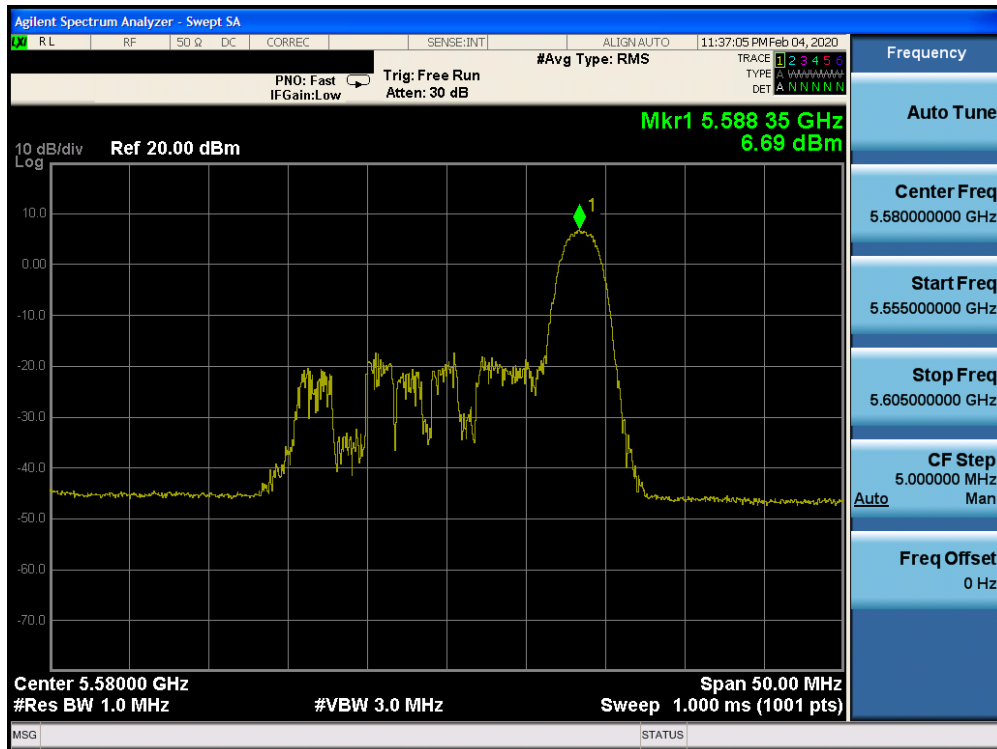 Agilent Spectrum Analyzer - Swept SA
LXI RL RF 50 Ω DC CORREC SENSE:INT ALIGN AUTO 11:37:05 PM Feb 04, 2020
Frequency
#Avg Type: RMS
TRACE 1 2 3 4 5 6
PNO: Fast Trig: Free Run
TYPE A WWWWWW
IFGain:Low Atten: 30 dB
DET A N N N N N
Auto Tune
Mkr1 5.588 35 GHz
6.69 dBm
10 dB/div Ref 20.00 dBm
Log
Center Freq
5.580000000 GHz
1
10.0
0.00
Start Freq
5.555000000 GHz
-10.0
-20.0
Stop Freq
5.605000000 GHz
-30.0
-40.0
CF Step
5.000000 MHz
Auto Man
-50.0
Freq Offset
0 Hz
-60.0
-70.0
Center 5.58000 GHz Span 50.00 MHz
#Res BW 1.0 MHz #VBW 3.0 MHz Sweep 1.000 ms (1001 pts)
MSG STATUS